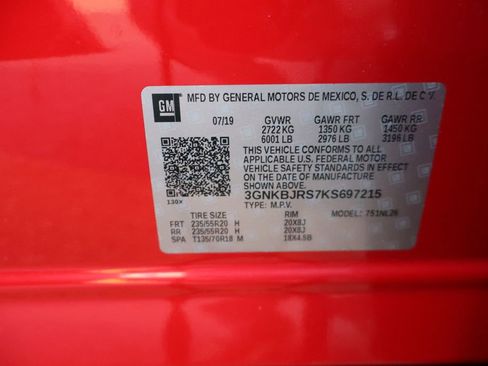 GM
MFD BY GENERAL MOTORS DE MEXICO, S. DE R.L. DE C.V.
07/19 GVWR GAWR FRT GAWR RR
2722 KG 1350 KG 1450 KG
6001 LB 2976 LB 3196 LB
THIS VEHICLE CONFORMS TO ALL
APPLICABLE U.S. FEDERAL MOTOR
VEHICLE SAFETY STANDARDS IN EFFECT
ON THE DATE OF MANUFACTURE
SHOWN ABOVE.
130X
3GNKBJRS7KS697215
TYPE: M.P.V.
TIRE SIZE RIM MODEL: 751NL26
FRT 235/55R20 H 20X8J
RR 235/55R20 H 20X8J
SPA T135/70R18 M 18X4.5B